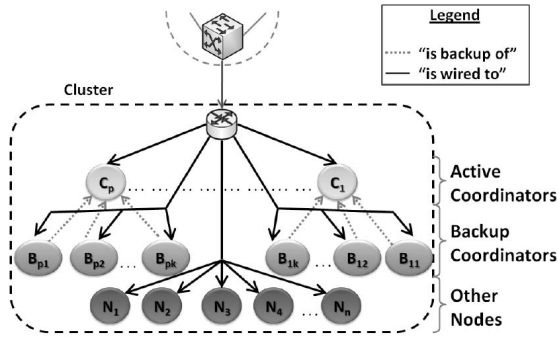 Legend
"is backup of"
"is wired to"
Cluster
Cp
C1
Active
Coordinators
Bp1
Bp2
...
Bpk
B1k
...
B12
B11
Backup
Coordinators
N1
N2
N3
N4
...
Nn
Other
Nodes